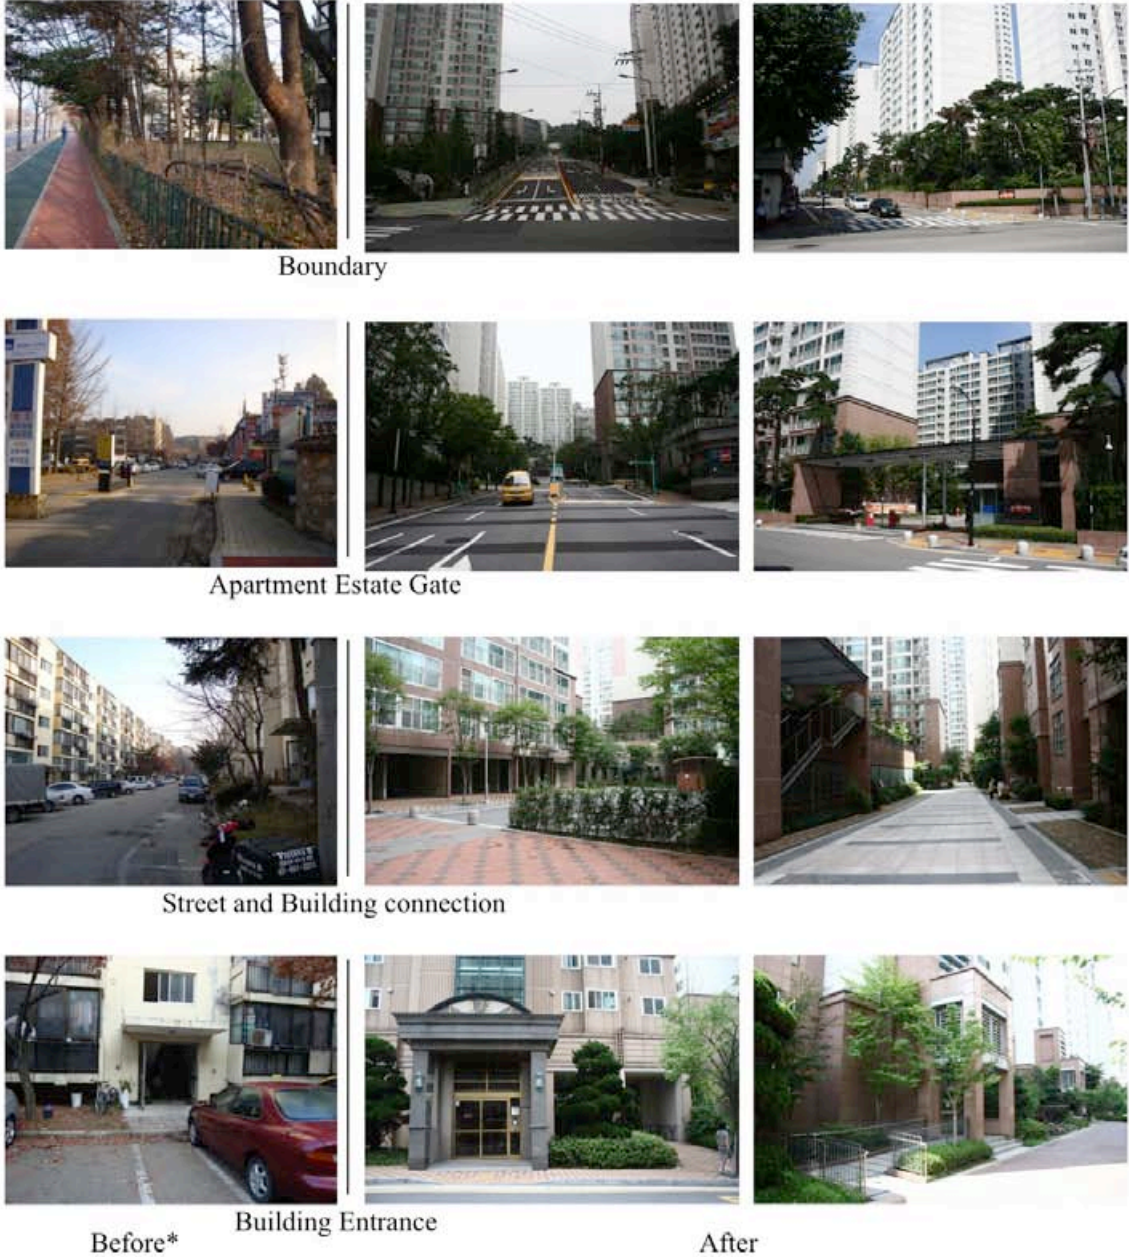 Boundary
Apartment Estate Gate
Street and Building connection
Building Entrance
Before*
After